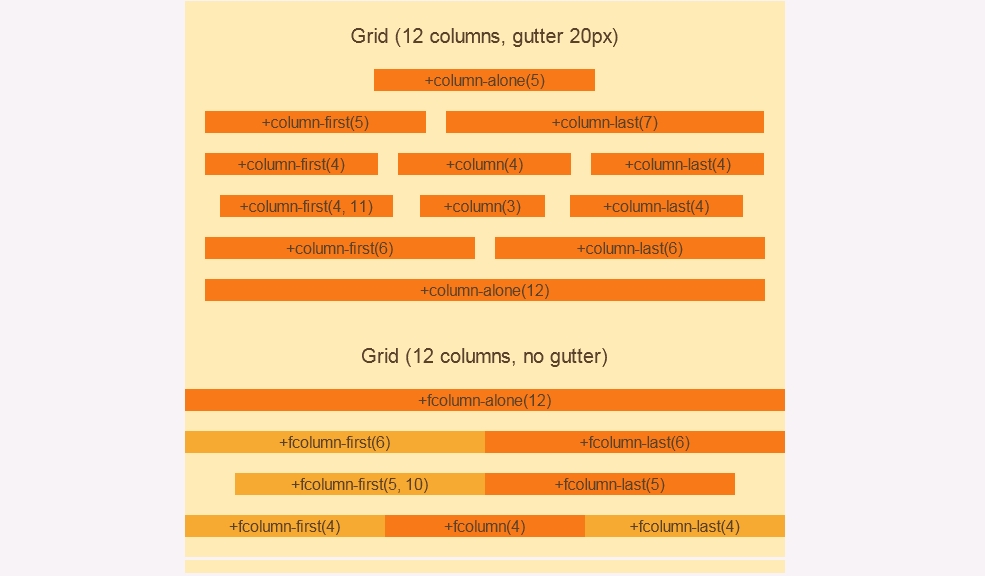 Grid (12 columns, gutter 20px)
+column-alone(5)
+column-first(5) +column-last(7)
+column-first(4) +column(4) +column-last(4)
+column-first(4, 11) +column(3) +column-last(4)
+column-first(6) +column-last(6)
+column-alone(12)
Grid (12 columns, no gutter)
+fcolumn-alone(12)
+fcolumn-first(6) +fcolumn-last(6)
+fcolumn-first(5, 10) +fcolumn-last(5)
+fcolumn-first(4) +fcolumn(4) +fcolumn-last(4)